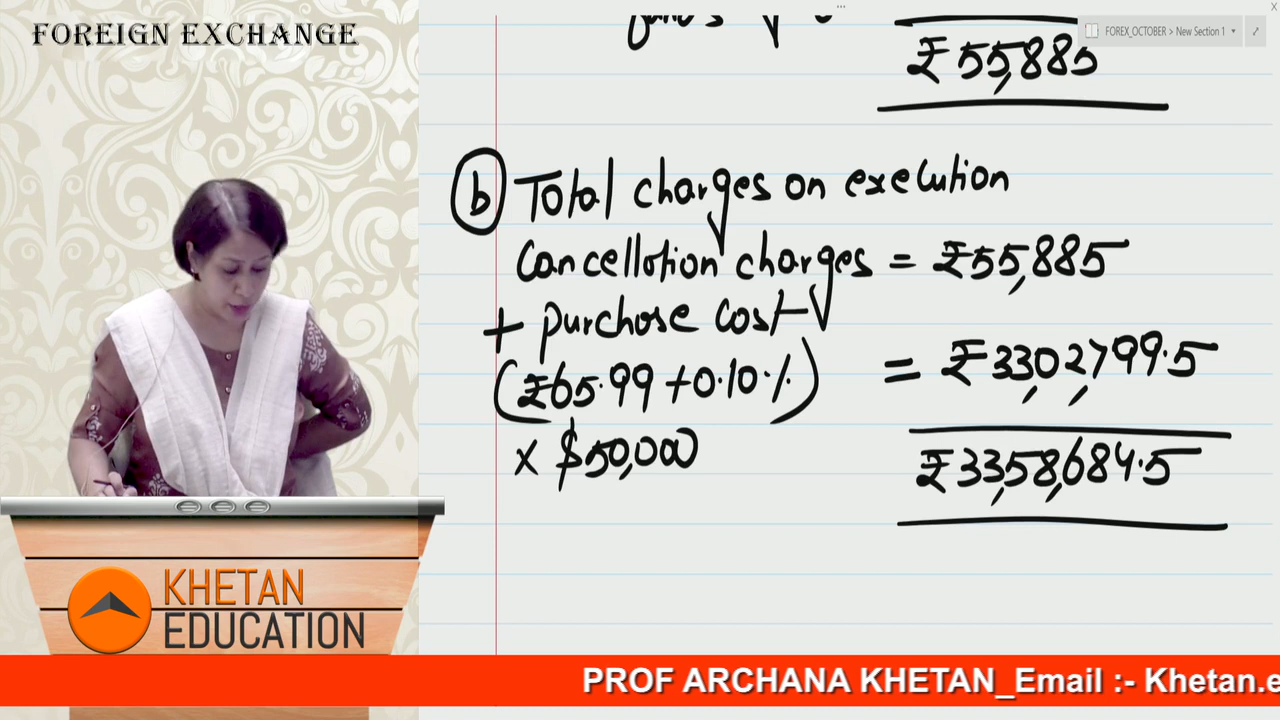 FOREIGN EXCHANGE
FOREX_OCTOBER > New Section 1
₹55,885
b Total charges on execution
Cancellation charges = ₹55,885
+ purchase cost
(₹65.99 + 0.10%) = ₹33,02,799.5
× $50,000
₹33,58,684.5
KHETAN
EDUCATION
PROF ARCHANA KHETAN_Email :- Khetan.e